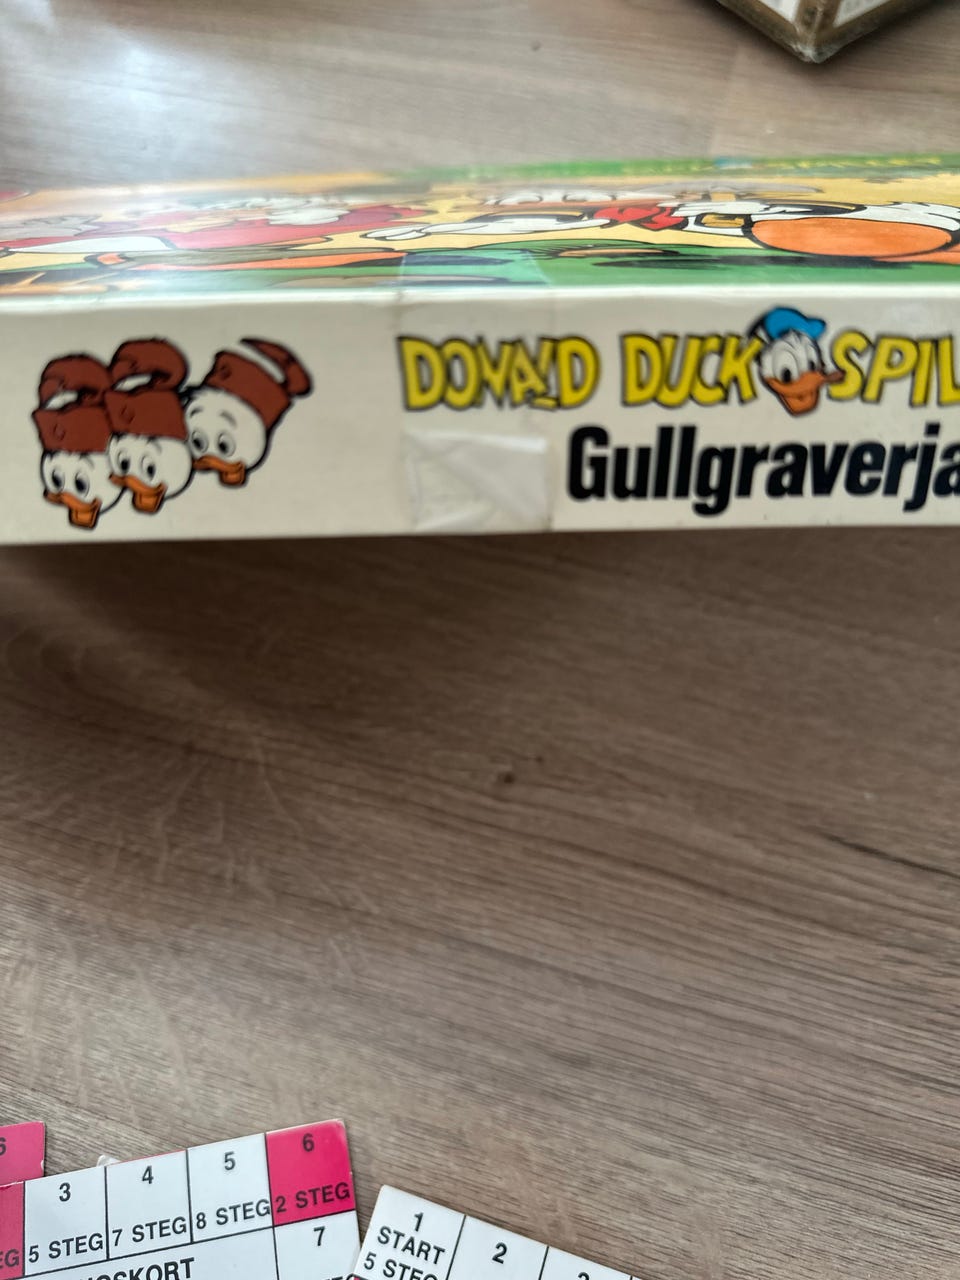 DONALD DUCK SPIL
Gullgraverja
6
3 4 5 6
5 STEG 7 STEG 8 STEG 2 STEG
7
1
START
5 STEG
2